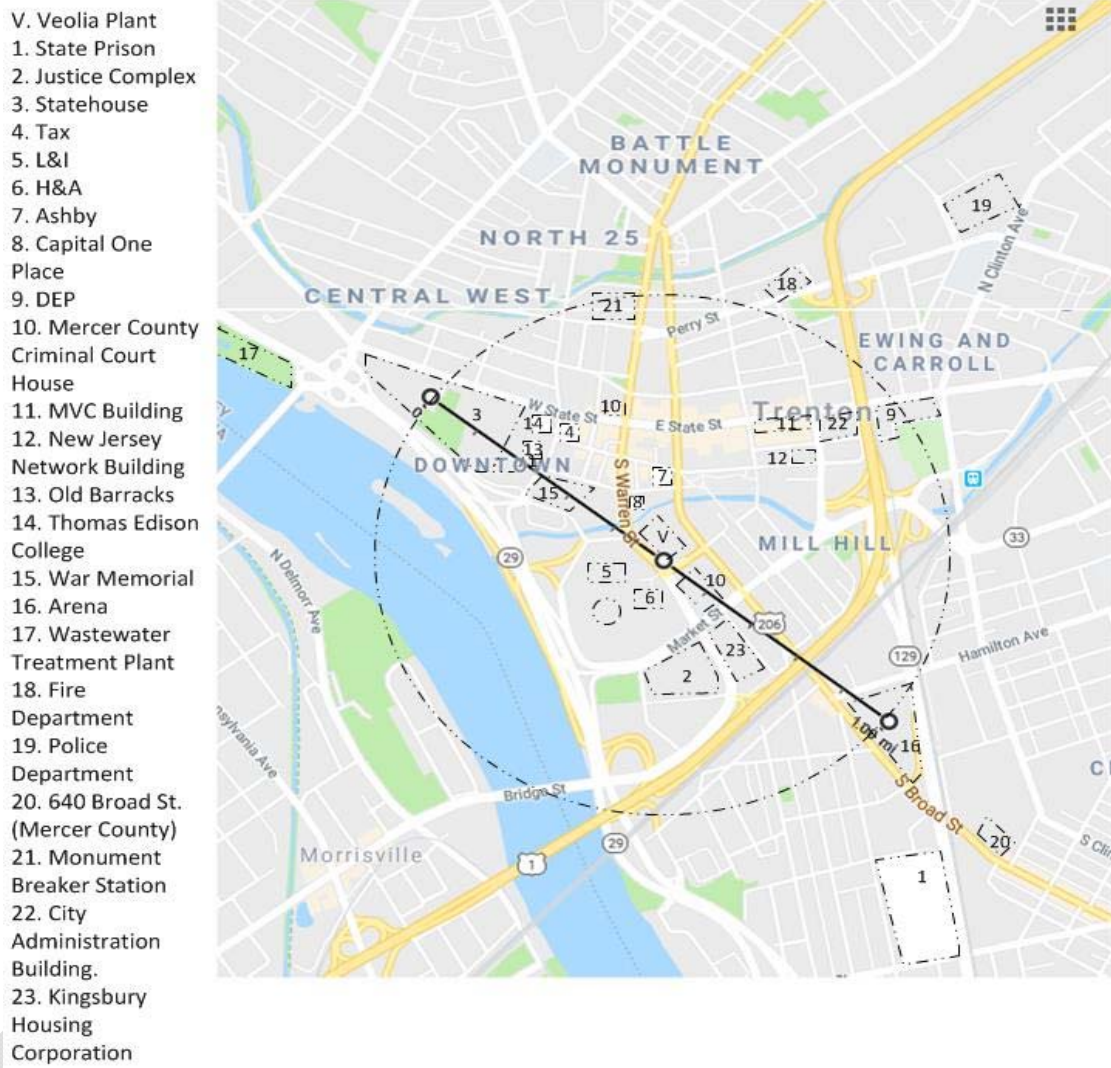 V. Veolia Plant
1. State Prison
2. Justice Complex
3. Statehouse
4. Tax
5. L&I
6. H&A
7. Ashby
8. Capital One
Place
9. DEP
10. Mercer County
Criminal Court
House
11. MVC Building
12. New Jersey
Network Building
13. Old Barracks
14. Thomas Edison
College
15. War Memorial
16. Arena
17. Wastewater
Treatment Plant
18. Fire
Department
19. Police
Department
20. 640 Broad St.
(Mercer County)
21. Monument
Breaker Station
22. City
Administration
Building.
23. Kingsbury
Housing
Corporation
BATTLE
MONUMENT
19
N Clinton Ave
NORTH 25
18
CENTRAL WEST
21
Perry St
EWING AND
CARROLL
17
0
3
W State St
10
E State St
Trenton
9
14
4
11
22
13
12
DOWNTOWN
7
15
8
S Warren St
V
MILL HILL
33
29
5
10
6
Market St
206
N Delmorr Ave
23
129
Hamilton Ave
2
1.00 mi
16
Bridge St
S Broad St
20
29
Morrisville
1
1